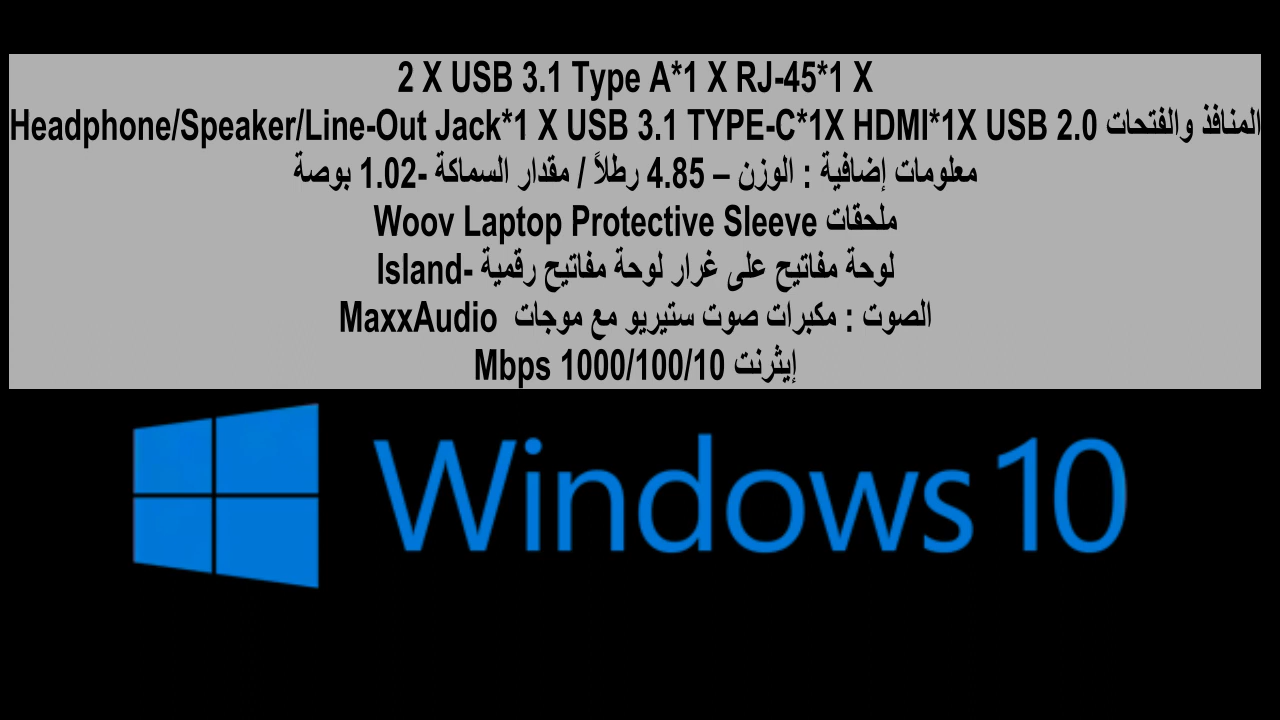 2 X USB 3.1 Type A*1 X RJ-45*1 X
Headphone/Speaker/Line-Out Jack*1 X USB 3.1 TYPE-C*1X HDMI*1X USB 2.0 المنافذ والفتحات
معلومات إضافية : الوزن – 4.85 رطلاً / مقدار السماكة -1.02 بوصة
Woov Laptop Protective Sleeve ملحقات
لوحة مفاتيح على غرار لوحة مفاتيح رقمية -Island
الصوت : مكبرات صوت ستيريو مع موجات MaxxAudio
إيثرنت 10/100/1000 Mbps
Windows 10